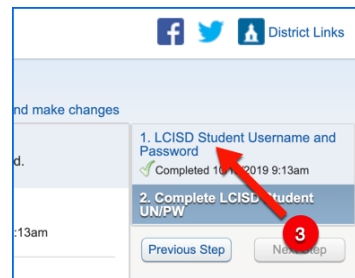 District Links
nd make changes
1. LCISD Student Username and
Password
d.
Completed 10/ /2019 9:13am
2. Complete LCISD Student
UN/PW
:13am
3
Previous Step
Next Step